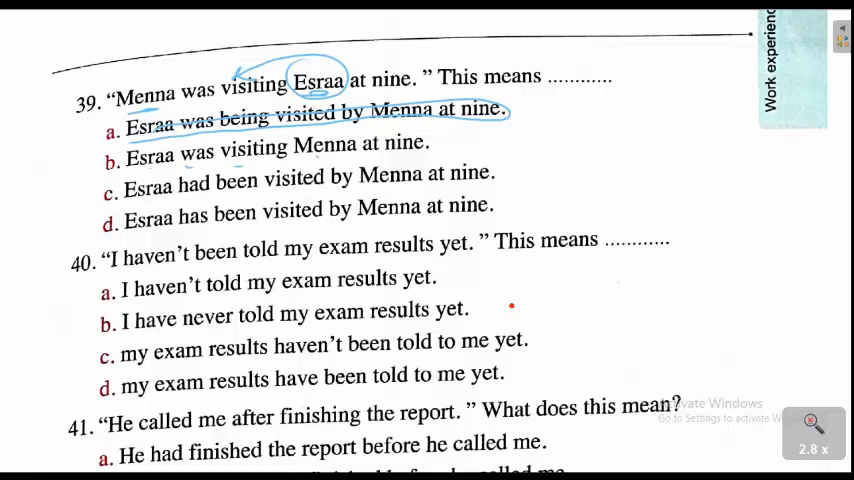 Work experienc
39. “Menna was visiting Esraa at nine. ” This means ............
a. Esraa was being visited by Menna at nine.
b. Esraa was visiting Menna at nine.
c. Esraa had been visited by Menna at nine.
d. Esraa has been visited by Menna at nine.
40. “I haven’t been told my exam results yet. ” This means ............
a. I haven’t told my exam results yet.
b. I have never told my exam results yet.
c. my exam results haven’t been told to me yet.
d. my exam results have been told to me yet.
41. “He called me after finishing the report. ” What does this mean?
a. He had finished the report before he called me.
Activate Windows
Go to Settings to activate W
2.8 x